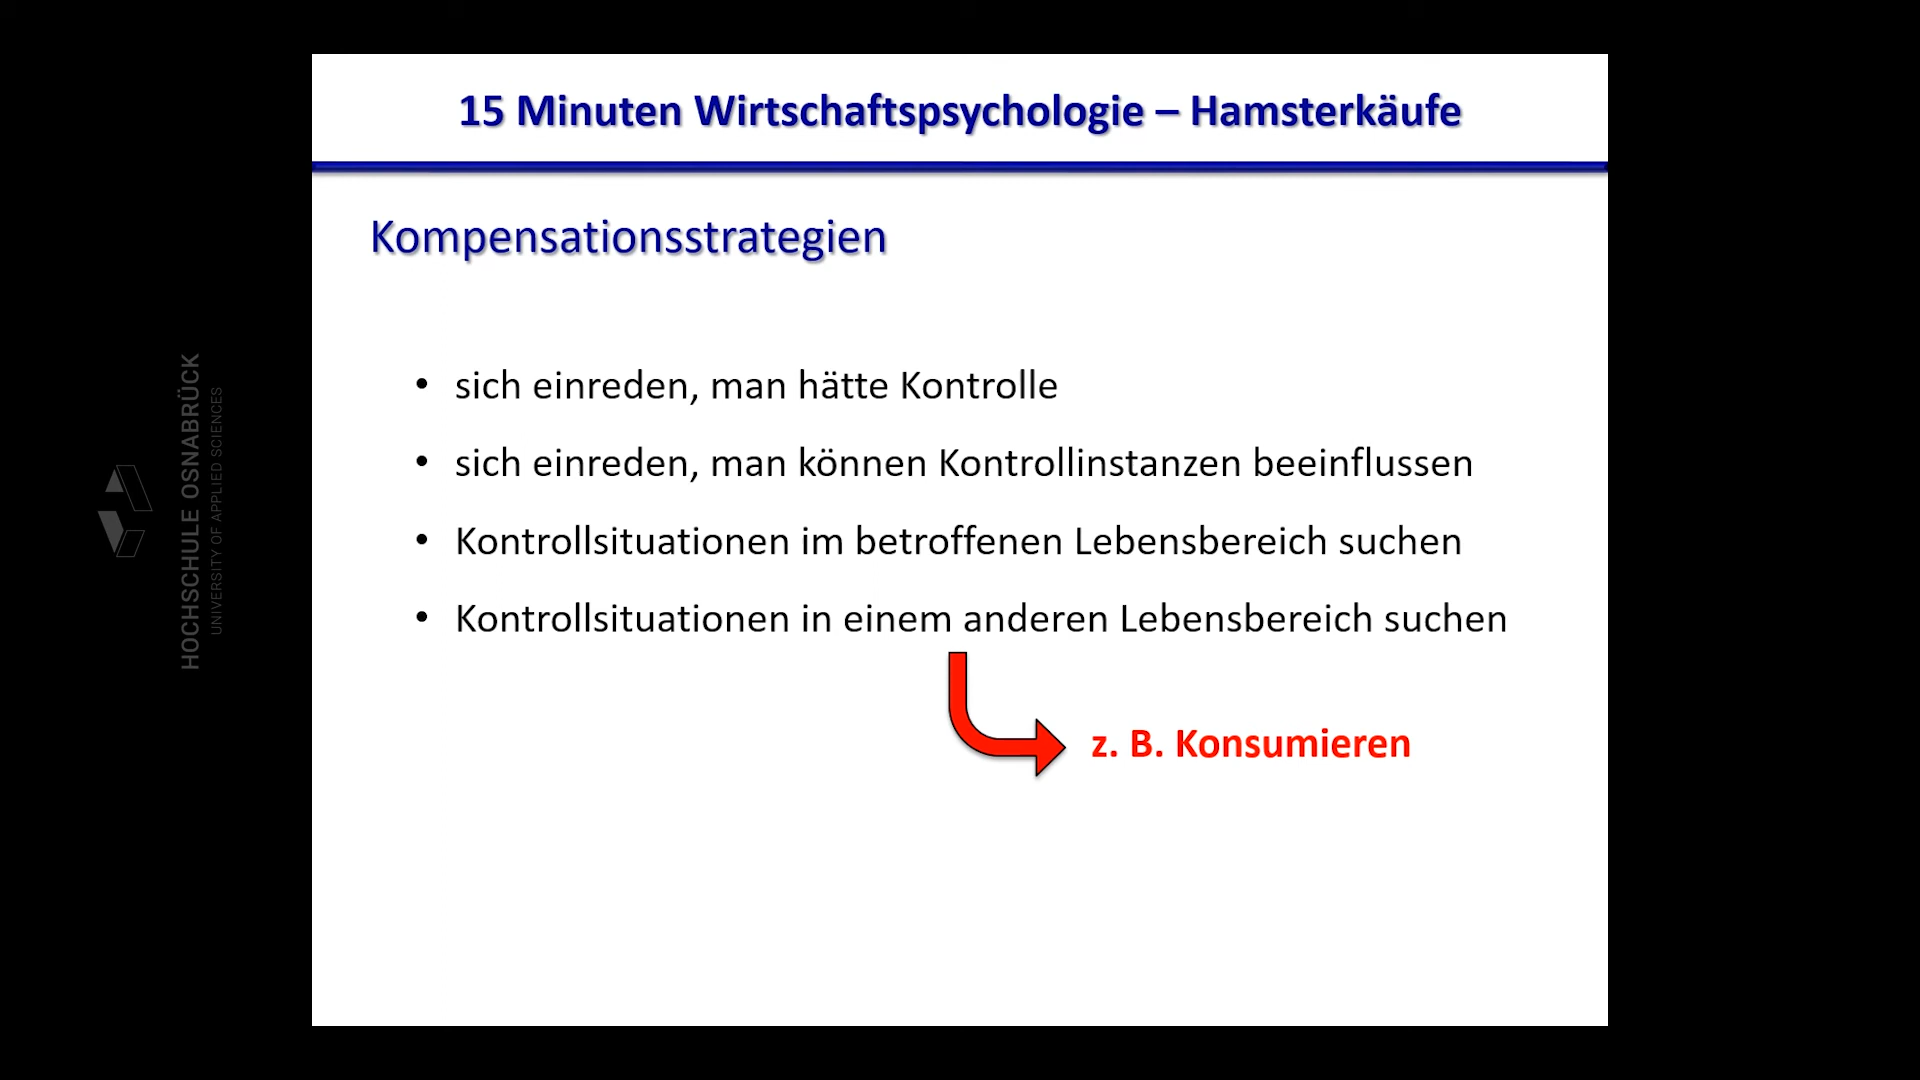 15 Minuten Wirtschaftspsychologie – Hamsterkäufe
Kompensationsstrategien
• sich einreden, man hätte Kontrolle
• sich einreden, man können Kontrollinstanzen beeinflussen
• Kontrollsituationen im betroffenen Lebensbereich suchen
• Kontrollsituationen in einem anderen Lebensbereich suchen
z. B. Konsumieren
HOCHSCHULE OSNABRÜCK
UNIVERSITY OF APPLIED SCIENCES